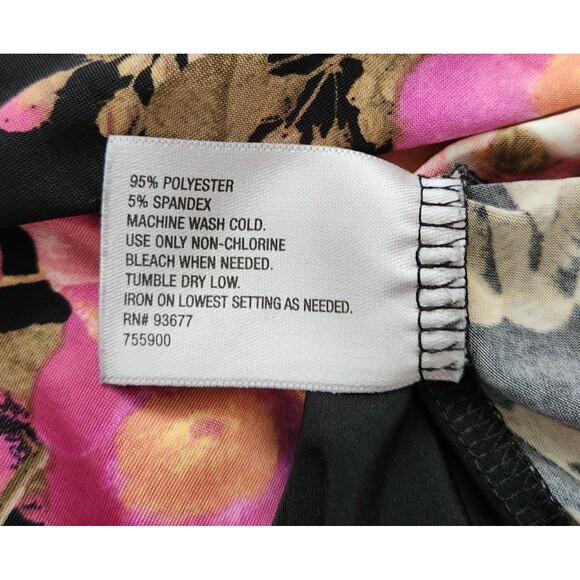 95% POLYESTER
5% SPANDEX
MACHINE WASH COLD.
USE ONLY NON-CHLORINE
BLEACH WHEN NEEDED.
TUMBLE DRY LOW.
IRON ON LOWEST SETTING AS NEEDED.
RN# 93677
755900